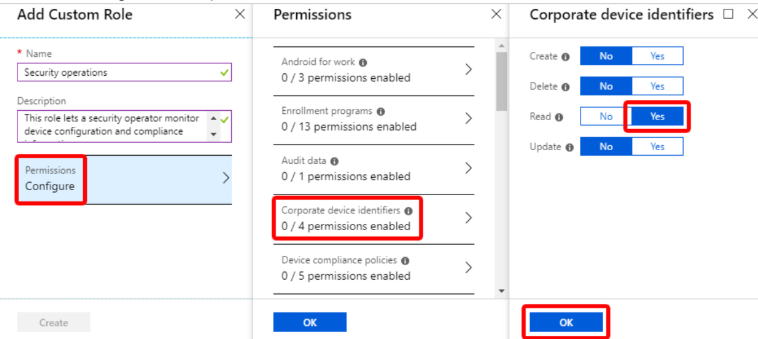 Add Custom Role
* Name
Security operations
Description
This role lets a security operator monitor
device configuration and compliance
Permissions
Configure
Create
Permissions
Android for work
0 / 3 permissions enabled
Enrollment programs
0 / 13 permissions enabled
Audit data
0 / 1 permissions enabled
Corporate device identifiers
0 / 4 permissions enabled
Device compliance policies
0 / 5 permissions enabled
OK
Corporate device identifiers
Create No Yes
Delete No Yes
Read No Yes
Update No Yes
OK